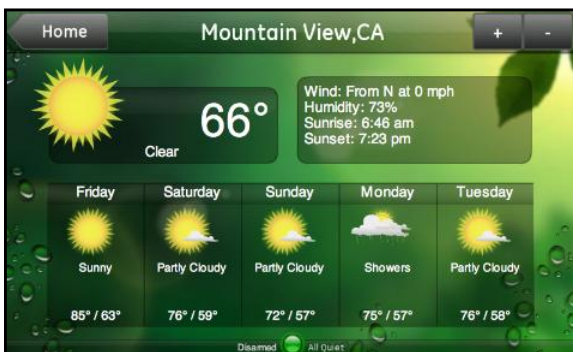 Home
Mountain View,CA
+ -
66°
Clear
Wind: From N at 0 mph
Humidity: 73%
Sunrise: 6:46 am
Sunset: 7:23 pm
Friday Saturday Sunday Monday Tuesday
Sunny Partly Cloudy Partly Cloudy Showers Partly Cloudy
85° / 63° 76° / 59° 72° / 57° 75° / 57° 76° / 58°
Disarmed All Quiet